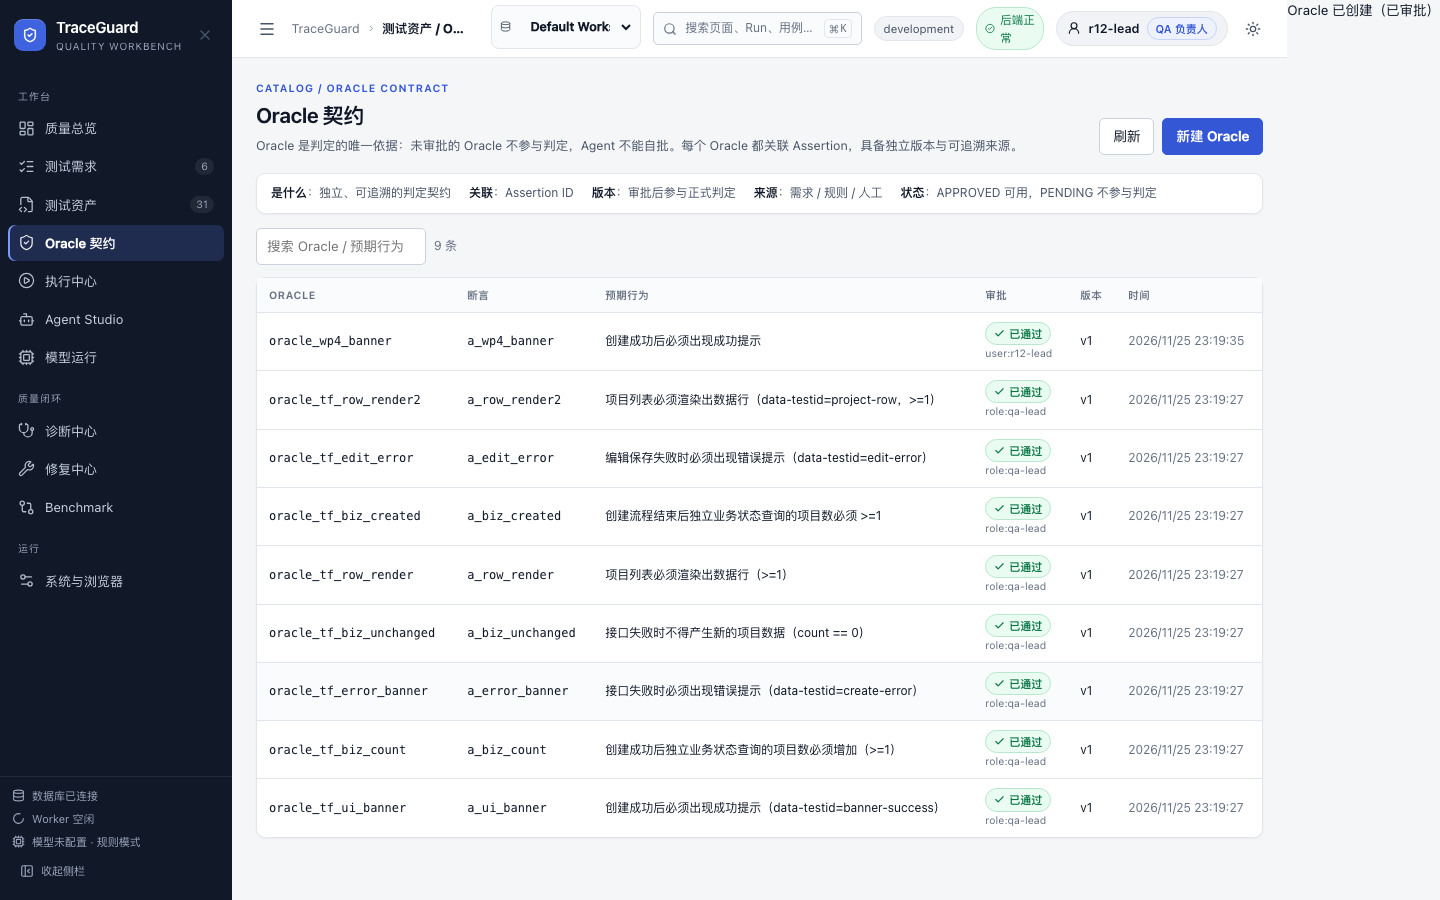 TraceGuard
QUALITY WORKBENCH
工作台
质量总览
测试需求 6
测试资产 31
Oracle 契约
执行中心
Agent Studio
模型运行
质量闭环
诊断中心
修复中心
Benchmark
运行
系统与浏览器
数据库已连接
Worker 空闲
模型未配置 · 规则模式
收起侧栏
TraceGuard › 测试资产 / O...
Default Work
搜索页面、Run、用例... ⌘K
development
后端正
常
r12-lead QA 负责人
Oracle 已创建（已审批）
CATALOG / ORACLE CONTRACT
Oracle 契约
Oracle 是判定的唯一依据：未审批的 Oracle 不参与判定，Agent 不能自批。每个 Oracle 都关联 Assertion，具备独立版本与可追溯来源。
刷新
新建 Oracle
是什么：独立、可追溯的判定契约 关联：Assertion ID 版本：审批后参与正式判定 来源：需求 / 规则 / 人工 状态：APPROVED 可用，PENDING 不参与判定
搜索 Oracle / 预期行为 9 条
ORACLE 断言 预期行为 审批 版本 时间
oracle_wp4_banner a_wp4_banner 创建成功后必须出现成功提示 已通过 user:r12-lead v1 2026/11/25 23:19:35
oracle_tf_row_render2 a_row_render2 项目列表必须渲染出数据行（data-testid=project-row，>=1) 已通过 role:qa-lead v1 2026/11/25 23:19:27
oracle_tf_edit_error a_edit_error 编辑保存失败时必须出现错误提示（data-testid=edit-error) 已通过 role:qa-lead v1 2026/11/25 23:19:27
oracle_tf_biz_created a_biz_created 创建流程结束后独立业务状态查询的项目数必须 >=1 已通过 role:qa-lead v1 2026/11/25 23:19:27
oracle_tf_row_render a_row_render 项目列表必须渲染出数据行（>=1) 已通过 role:qa-lead v1 2026/11/25 23:19:27
oracle_tf_biz_unchanged a_biz_unchanged 接口失败时不得产生新的项目数据（count == 0) 已通过 role:qa-lead v1 2026/11/25 23:19:27
oracle_tf_error_banner a_error_banner 接口失败时必须出现错误提示（data-testid=create-error) 已通过 role:qa-lead v1 2026/11/25 23:19:27
oracle_tf_biz_count a_biz_count 创建成功后独立业务状态查询的项目数必须增加（>=1) 已通过 role:qa-lead v1 2026/11/25 23:19:27
oracle_tf_ui_banner a_ui_banner 创建成功后必须出现成功提示（data-testid=banner-success) 已通过 role:qa-lead v1 2026/11/25 23:19:27